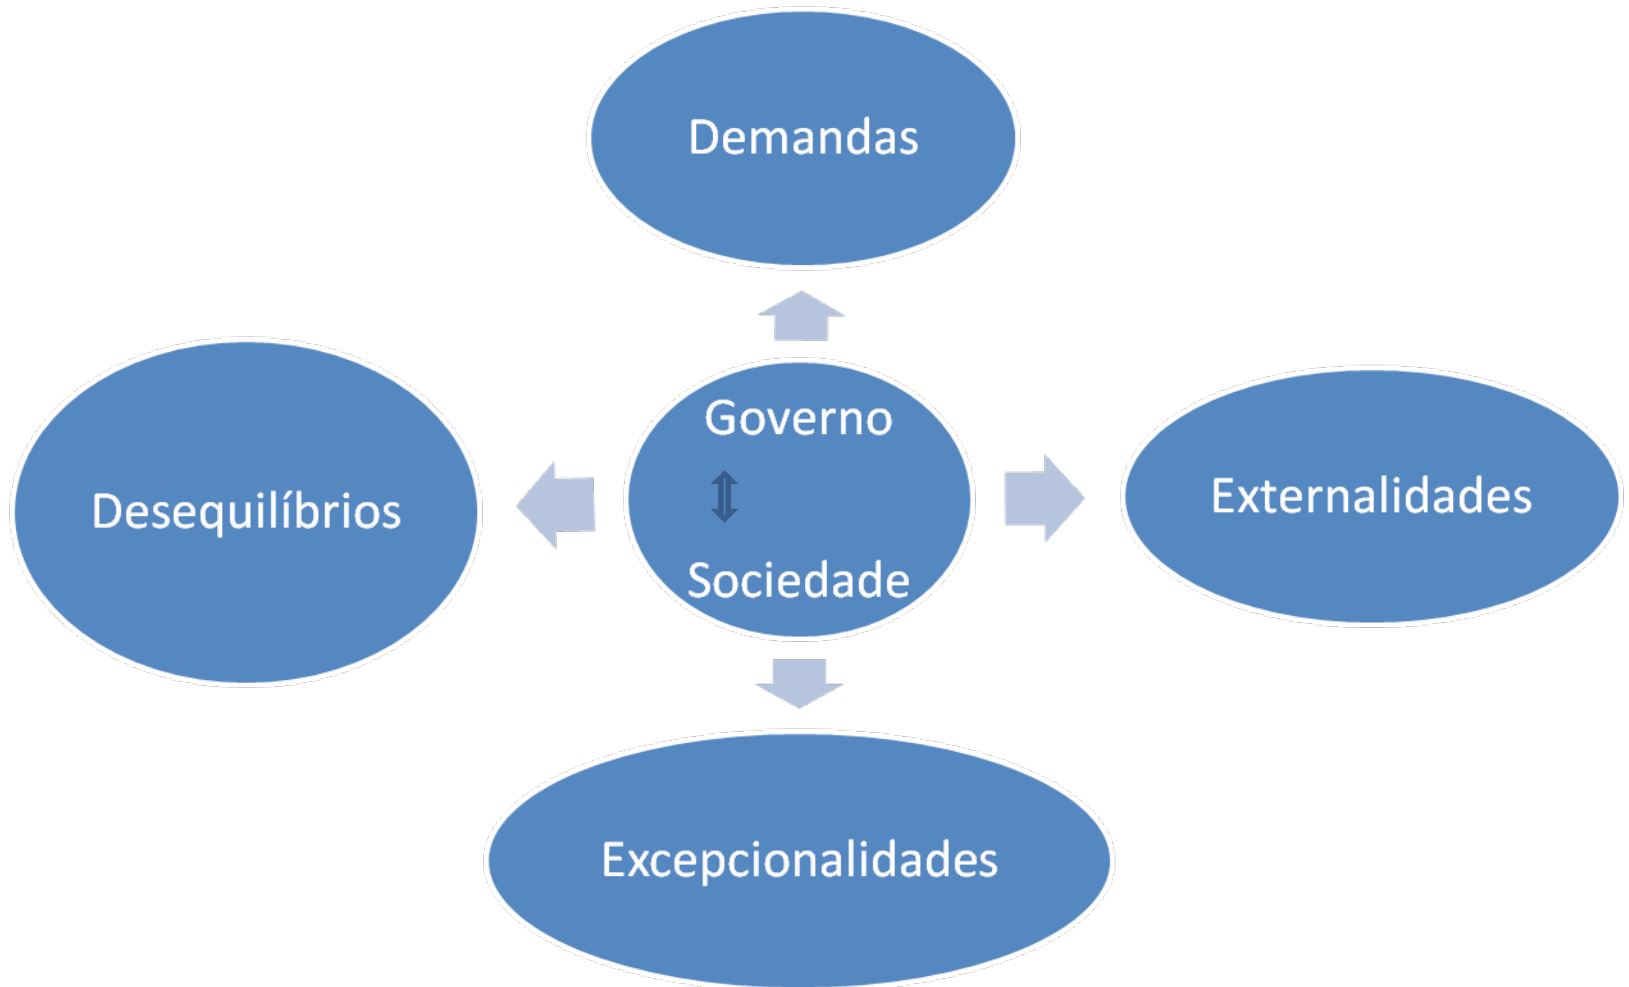 Demandas
Governo
Sociedade
Desequilíbrios
Externalidades
Excepcionalidades